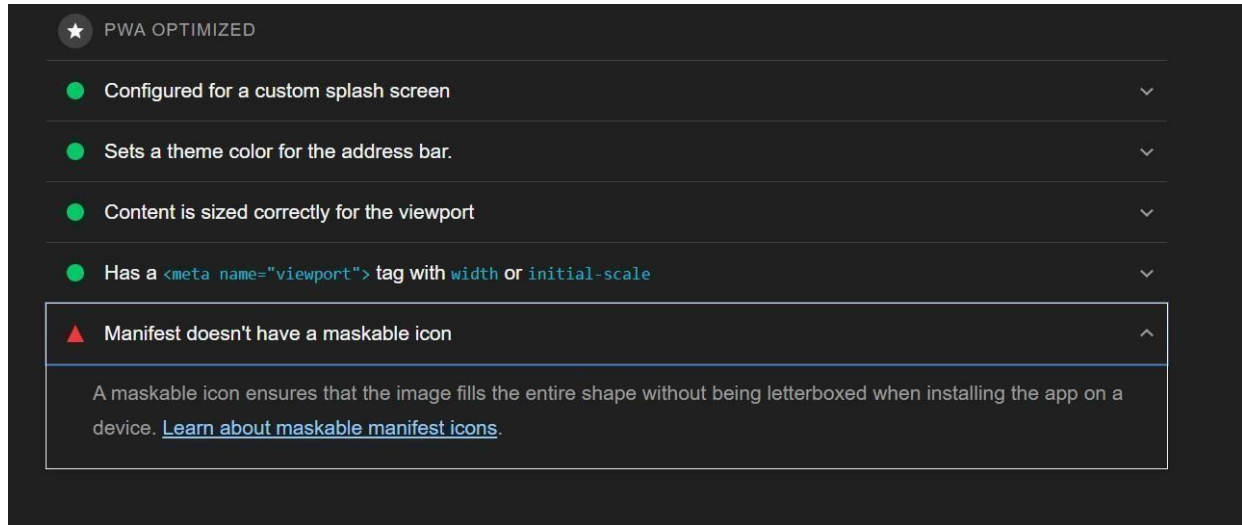 PWA OPTIMIZED
Configured for a custom splash screen
Sets a theme color for the address bar.
Content is sized correctly for the viewport
Has a <meta name="viewport"> tag with width or initial-scale
Manifest doesn't have a maskable icon
A maskable icon ensures that the image fills the entire shape without being letterboxed when installing the app on a
device. Learn about maskable manifest icons.